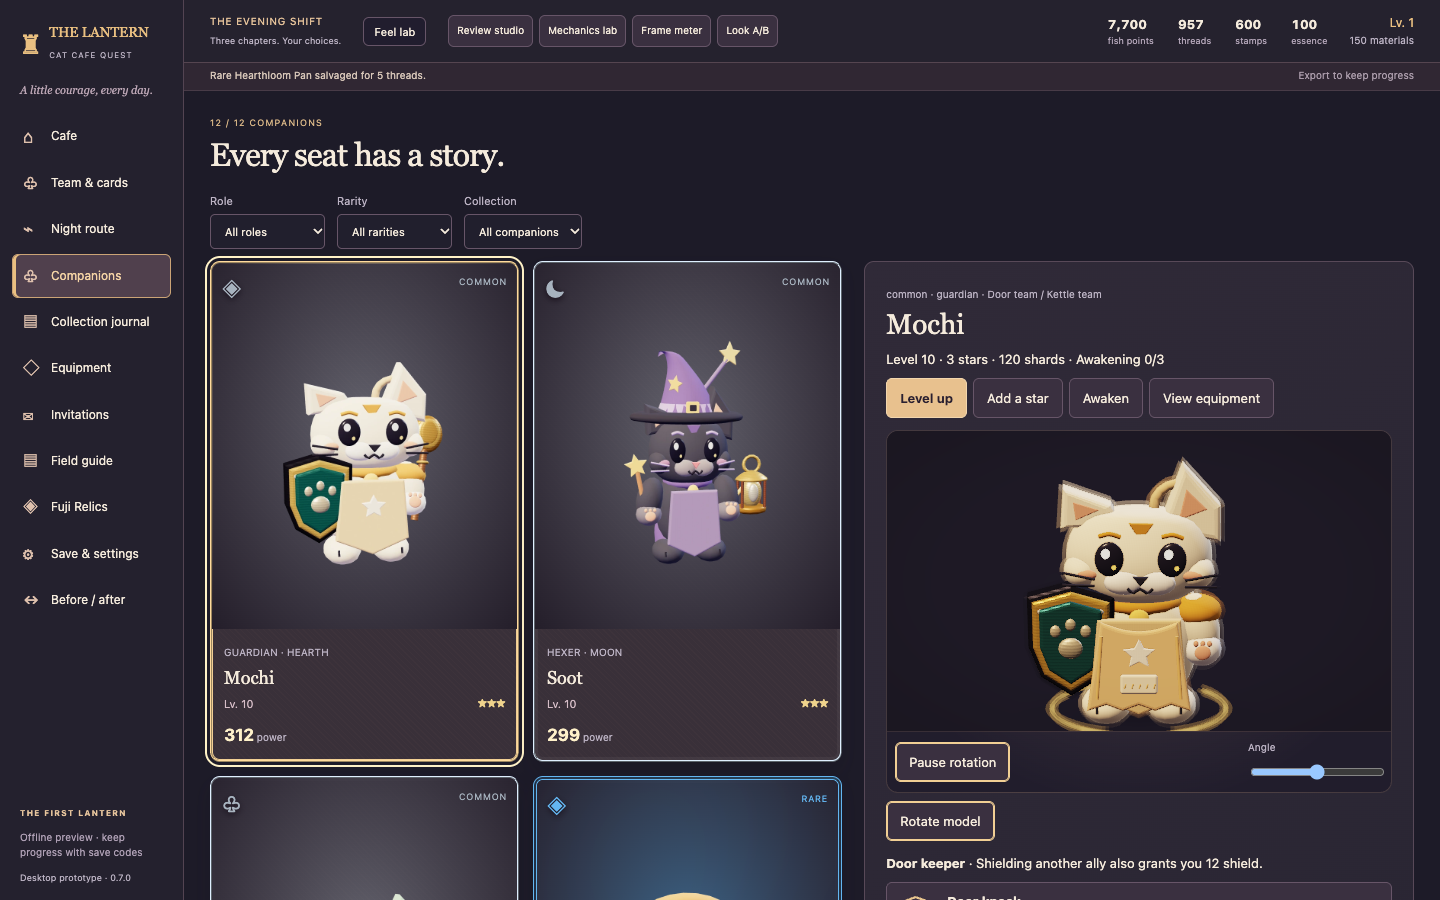 THE LANTERN
CAT CAFE QUEST
A little courage, every day.
Cafe
Team & cards
Night route
Companions
Collection journal
Equipment
Invitations
Field guide
Fuji Relics
Save & settings
Before / after
THE FIRST LANTERN
Offline preview · keep
progress with save codes
Desktop prototype · 0.7.0
THE EVENING SHIFT
Three chapters. Your choices.
Feel lab
Review studio
Mechanics lab
Frame meter
Look A/B
7,700
fish points
957
threads
600
stamps
100
essence
Lv. 1
150 materials
Rare Hearthloom Pan salvaged for 5 threads.
Export to keep progress
12 / 12 COMPANIONS
Every seat has a story.
Role
Rarity
Collection
All roles
All rarities
All companions
COMMON
GUARDIAN · HEARTH
Mochi
Lv. 10
312 power
COMMON
HEXER · MOON
Soot
Lv. 10
299 power
COMMON
RARE
common · guardian · Door team / Kettle team
Mochi
Level 10 · 3 stars · 120 shards · Awakening 0/3
Level up
Add a star
Awaken
View equipment
Pause rotation
Angle
Rotate model
Door keeper · Shielding another ally also grants you 12 shield.